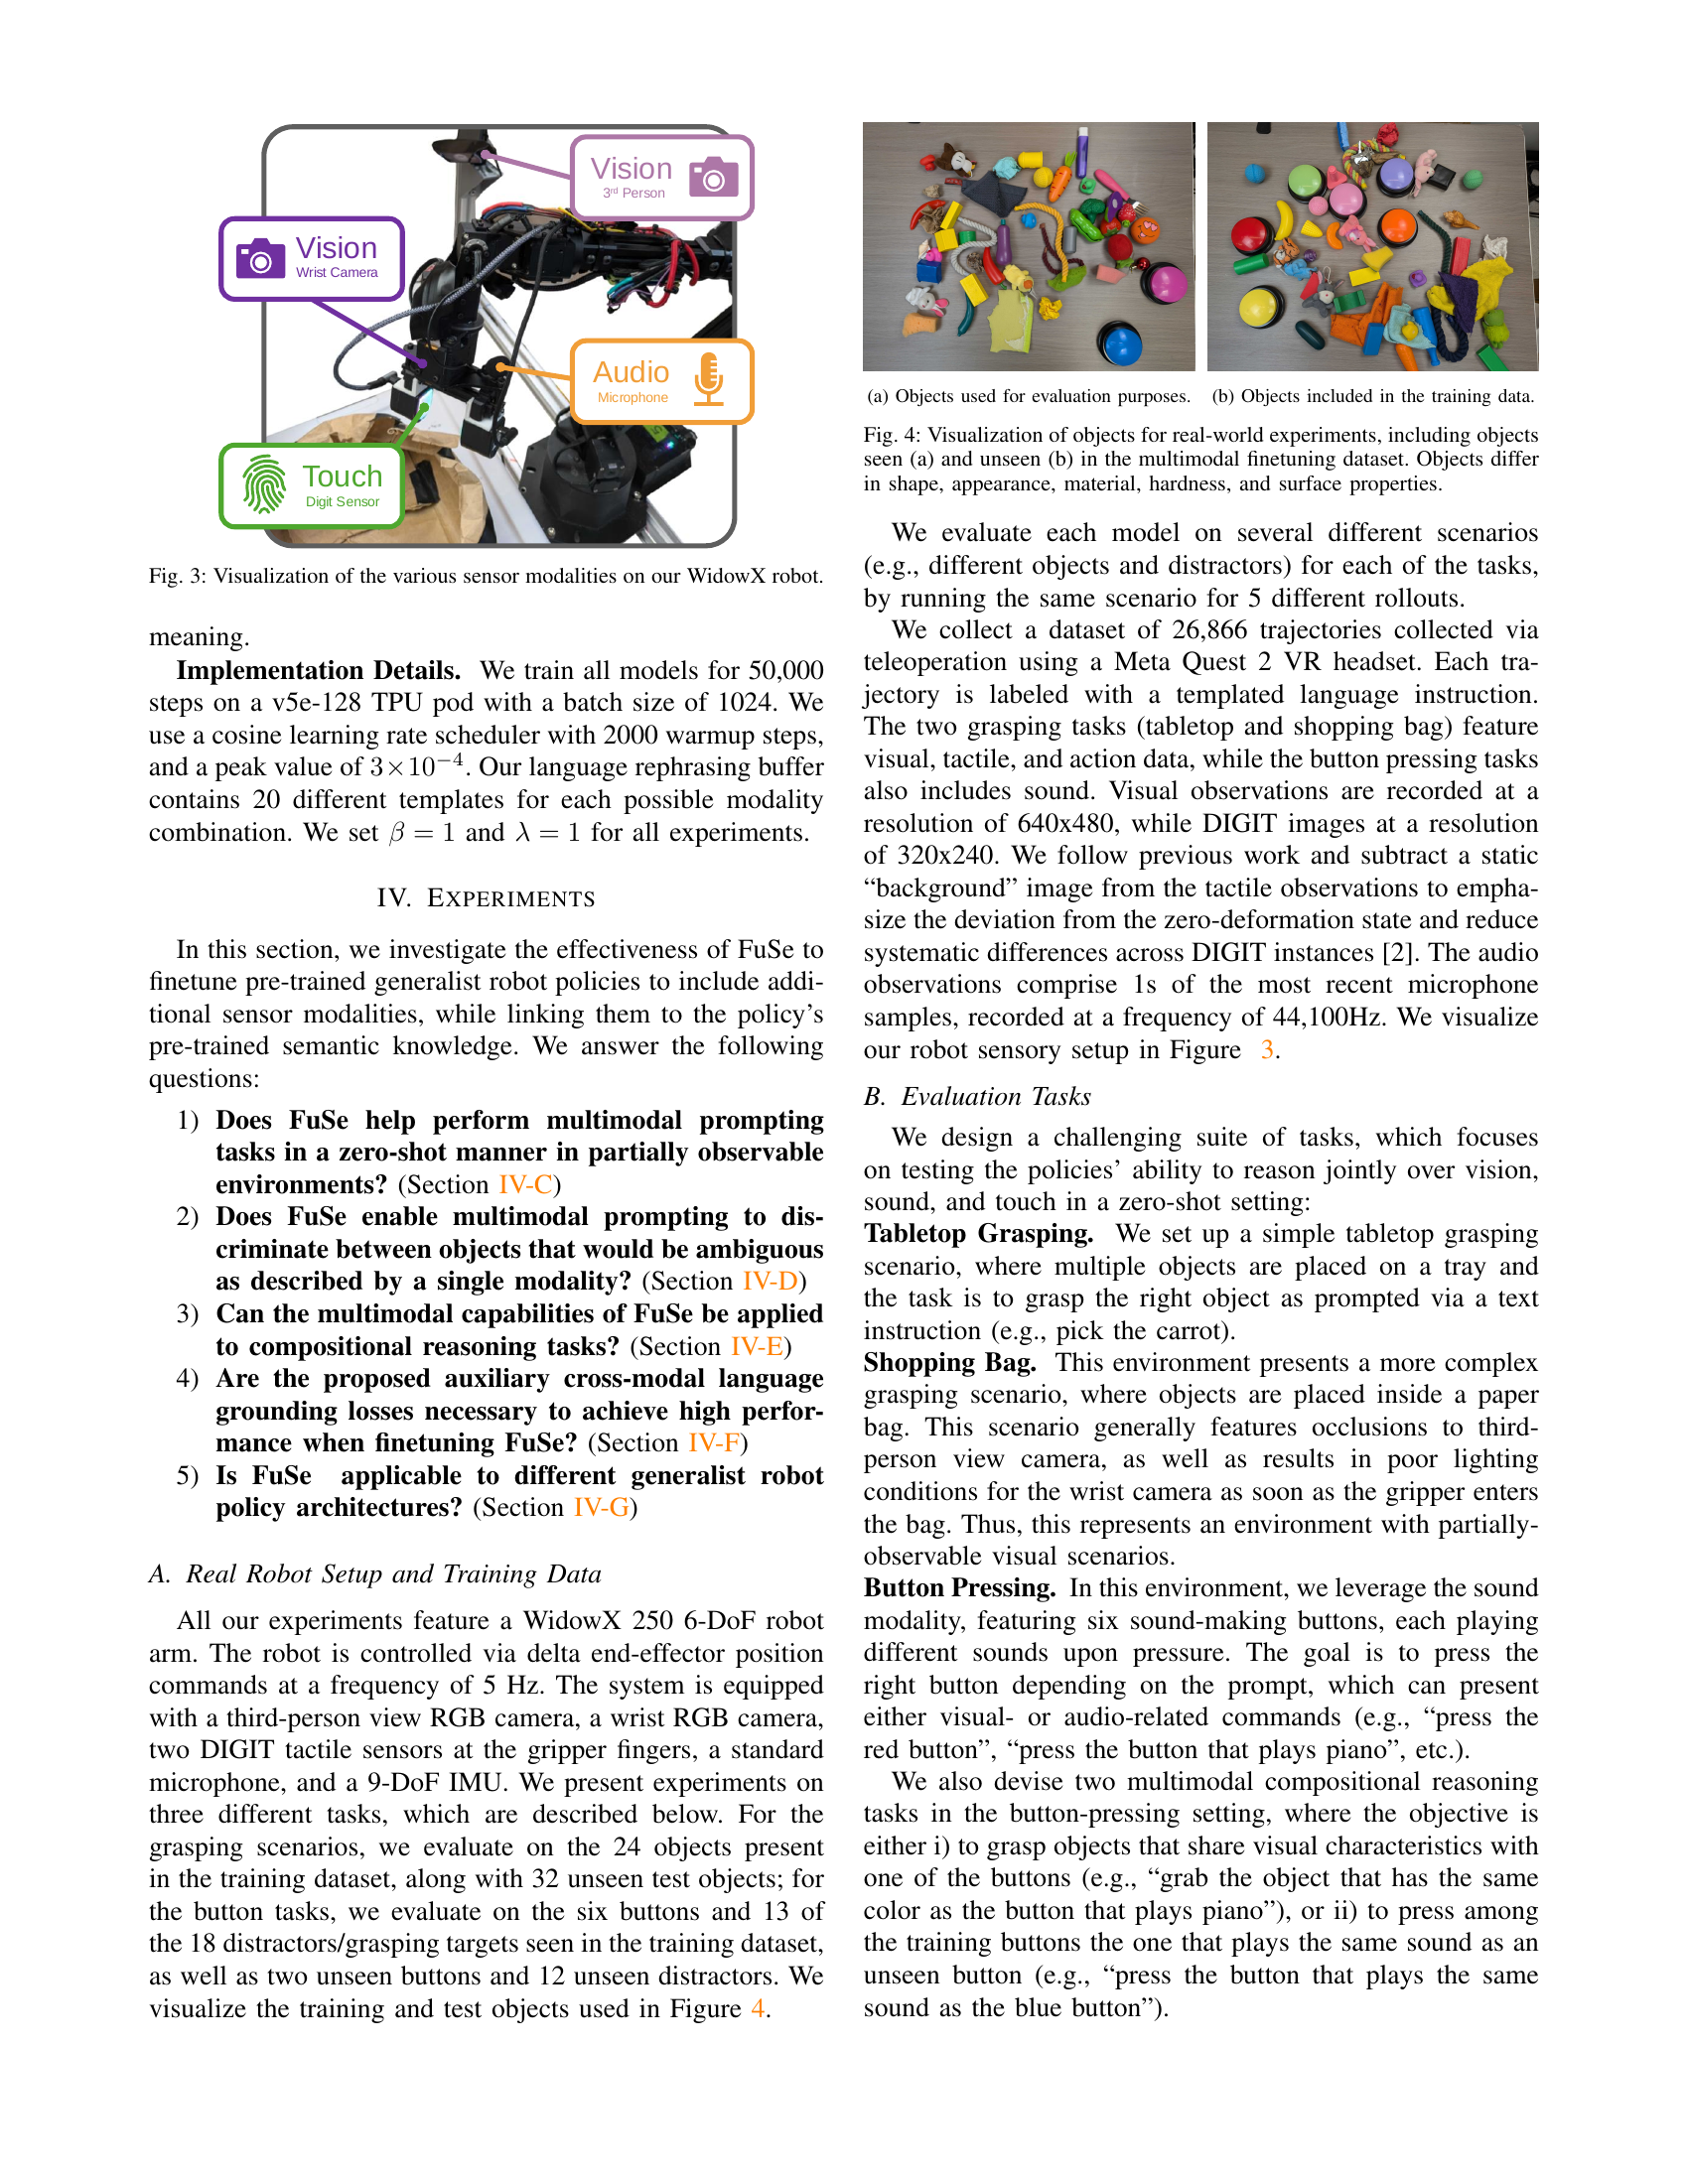 Vision
3rd Person
Vision
Wrist Camera
Audio
Microphone
Touch
Digit Sensor
Fig. 3: Visualization of the various sensor modalities on our WidowX robot.
meaning.
Implementation Details. We train all models for 50,000
steps on a v5e-128 TPU pod with a batch size of 1024. We
use a cosine learning rate scheduler with 2000 warmup steps,
and a peak value of 3×10⁻⁴. Our language rephrasing buffer
contains 20 different templates for each possible modality
combination. We set β = 1 and λ = 1 for all experiments.
IV. EXPERIMENTS
In this section, we investigate the effectiveness of FuSe to
finetune pre-trained generalist robot policies to include addi-
tional sensor modalities, while linking them to the policy's
pre-trained semantic knowledge. We answer the following
questions:
1) Does FuSe help perform multimodal prompting
tasks in a zero-shot manner in partially observable
environments? (Section IV-C)
2) Does FuSe enable multimodal prompting to dis-
criminate between objects that would be ambiguous
as described by a single modality? (Section IV-D)
3) Can the multimodal capabilities of FuSe be applied
to compositional reasoning tasks? (Section IV-E)
4) Are the proposed auxiliary cross-modal language
grounding losses necessary to achieve high perfor-
mance when finetuning FuSe? (Section IV-F)
5) Is FuSe applicable to different generalist robot
policy architectures? (Section IV-G)
A. Real Robot Setup and Training Data
All our experiments feature a WidowX 250 6-DoF robot
arm. The robot is controlled via delta end-effector position
commands at a frequency of 5 Hz. The system is equipped
with a third-person view RGB camera, a wrist RGB camera,
two DIGIT tactile sensors at the gripper fingers, a standard
microphone, and a 9-DoF IMU. We present experiments on
three different tasks, which are described below. For the
grasping scenarios, we evaluate on the 24 objects present
in the training dataset, along with 32 unseen test objects; for
the button tasks, we evaluate on the six buttons and 13 of
the 18 distractors/grasping targets seen in the training dataset,
as well as two unseen buttons and 12 unseen distractors. We
visualize the training and test objects used in Figure 4.
(a) Objects used for evaluation purposes.
(b) Objects included in the training data.
Fig. 4: Visualization of objects for real-world experiments, including objects
seen (a) and unseen (b) in the multimodal finetuning dataset. Objects differ
in shape, appearance, material, hardness, and surface properties.
We evaluate each model on several different scenarios
(e.g., different objects and distractors) for each of the tasks,
by running the same scenario for 5 different rollouts.
We collect a dataset of 26,866 trajectories collected via
teleoperation using a Meta Quest 2 VR headset. Each tra-
jectory is labeled with a templated language instruction.
The two grasping tasks (tabletop and shopping bag) feature
visual, tactile, and action data, while the button pressing tasks
also includes sound. Visual observations are recorded at a
resolution of 640x480, while DIGIT images at a resolution
of 320x240. We follow previous work and subtract a static
“background” image from the tactile observations to empha-
size the deviation from the zero-deformation state and reduce
systematic differences across DIGIT instances [2]. The audio
observations comprise 1s of the most recent microphone
samples, recorded at a frequency of 44,100Hz. We visualize
our robot sensory setup in Figure 3.
B. Evaluation Tasks
We design a challenging suite of tasks, which focuses
on testing the policies' ability to reason jointly over vision,
sound, and touch in a zero-shot setting:
Tabletop Grasping. We set up a simple tabletop grasping
scenario, where multiple objects are placed on a tray and
the task is to grasp the right object as prompted via a text
instruction (e.g., pick the carrot).
Shopping Bag. This environment presents a more complex
grasping scenario, where objects are placed inside a paper
bag. This scenario generally features occlusions to third-
person view camera, as well as results in poor lighting
conditions for the wrist camera as soon as the gripper enters
the bag. Thus, this represents an environment with partially-
observable visual scenarios.
Button Pressing. In this environment, we leverage the sound
modality, featuring six sound-making buttons, each playing
different sounds upon pressure. The goal is to press the
right button depending on the prompt, which can present
either visual- or audio-related commands (e.g., “press the
red button”, “press the button that plays piano”, etc.).
We also devise two multimodal compositional reasoning
tasks in the button-pressing setting, where the objective is
either i) to grasp objects that share visual characteristics with
one of the buttons (e.g., “grab the object that has the same
color as the button that plays piano”), or ii) to press among
the training buttons the one that plays the same sound as an
unseen button (e.g., “press the button that plays the same
sound as the blue button”).